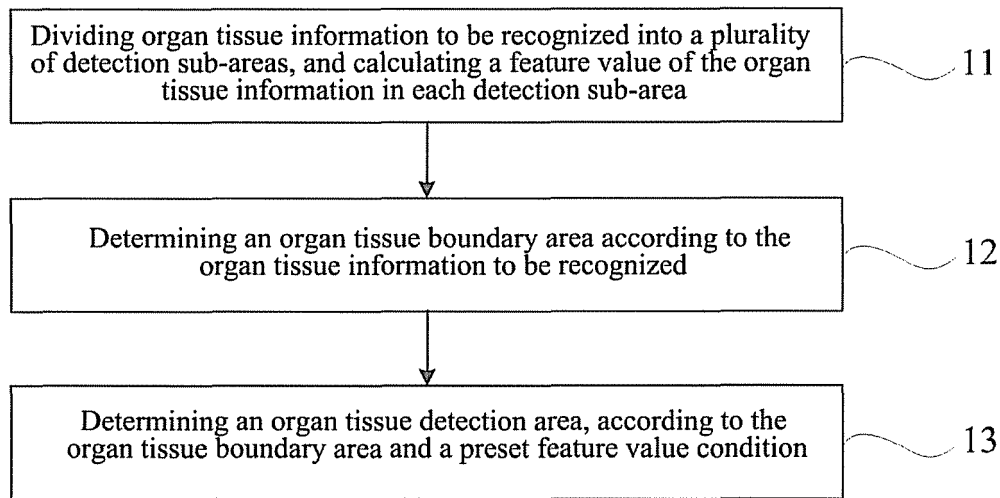 Dividing organ tissue information to be recognized into a plurality
of detection sub-areas, and calculating a feature value of the organ
tissue information in each detection sub-area
11
Determining an organ tissue boundary area according to the
organ tissue information to be recognized
12
Determining an organ tissue detection area, according to the
organ tissue boundary area and a preset feature value condition
13